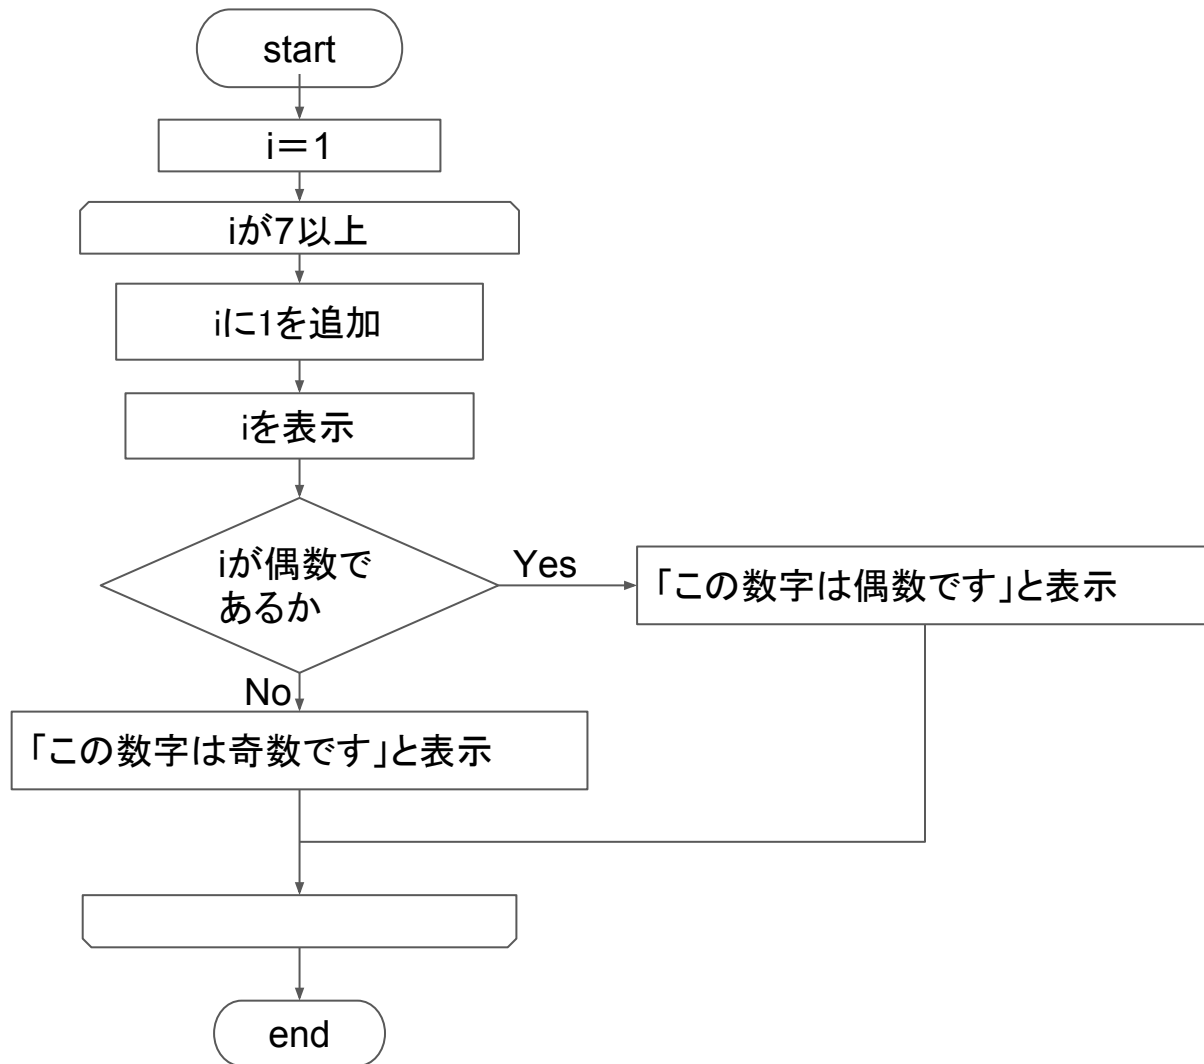 start
i＝1
iが7以上
iに1を追加
iを表示
iが偶数で
あるか
Yes
「この数字は偶数です」と表示
No
「この数字は奇数です」と表示
end